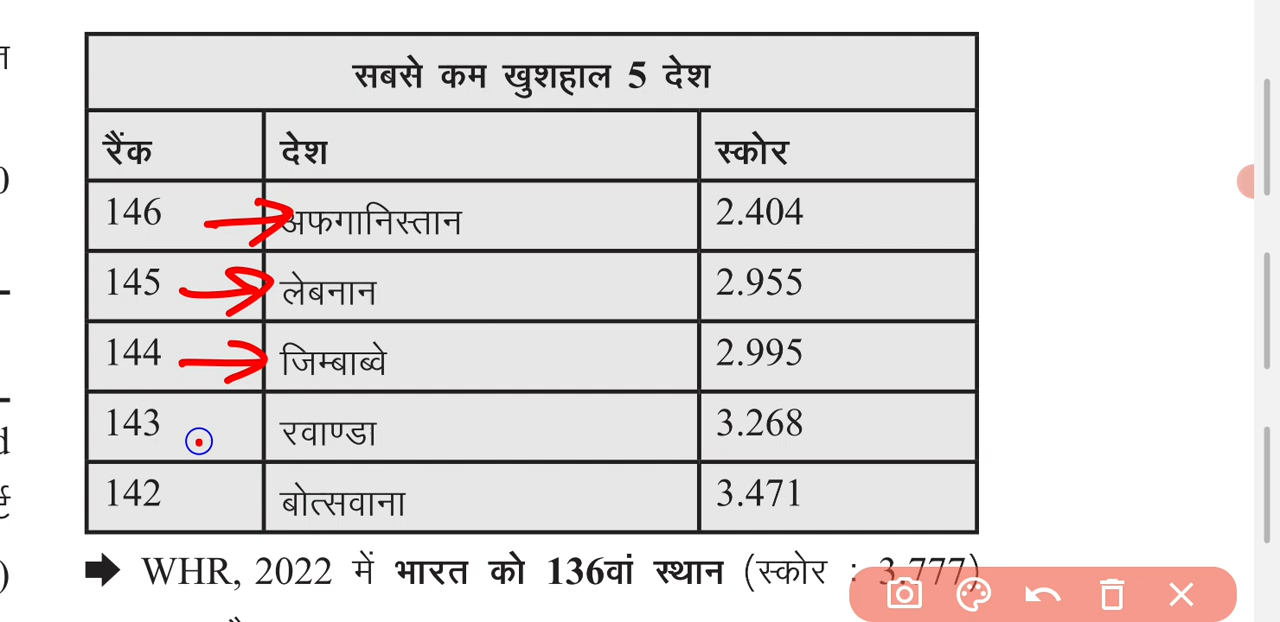 सबसे कम खुशहाल 5 देश
रैंक देश स्कोर
146 अफगानिस्तान 2.404
145 लेबनान 2.955
144 जिम्बाब्वे 2.995
143 रवाण्डा 3.268
142 बोत्सवाना 3.471
WHR, 2022 में भारत को 136वां स्थान (स्कोर : 3.777)